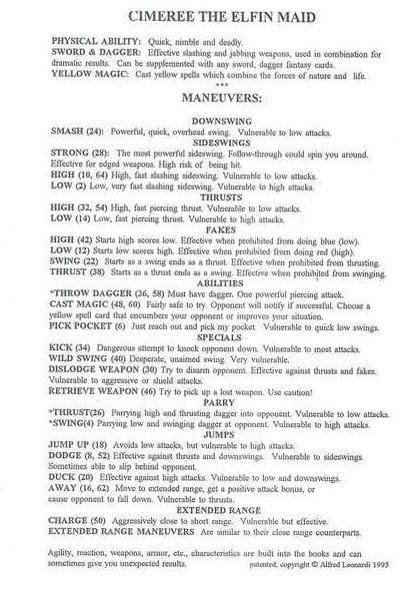 CIMEREE THE ELFIN MAID
PHYSICAL ABILITY: Quick, nimble and deadly.
SWORD & DAGGER: Effective slashing and jabbing weapons, used in combination for
dramatic results. Can be supplemented with any sword, dagger fantasy cards.
YELLOW MAGIC: Cast yellow spells which combine the forces of nature and life.
***
MANEUVERS:
DOWNSWING
SMASH (24): Powerful, quick, overhead swing. Vulnerable to low attacks.
SIDESWINGS
STRONG (28): The most powerful sideswing. Follow-through could spin you around.
Effective for edged weapons. High risk of being hit.
HIGH (10, 64) High, fast slashing sideswing. Vulnerable to low attacks.
LOW (2) Low, very fast slashing sideswing. Vulnerable to high attacks.
THRUSTS
HIGH (32, 54) High, fast piercing thrust. Vulnerable to low attacks.
LOW (14) Low, fast piercing thrust. Vulnerable to high attacks.
FAKES
HIGH (42) Starts high scores low. Effective when prohibited from doing blue (low).
LOW (12) Starts low scores high. Effective when prohibited from doing red (high).
SWING (22) Starts as a swing ends as a thrust. Effective when prohibited from thrusting.
THRUST (38) Starts as a thrust ends as a swing. Effective when prohibited from swinging.
ABILITIES
*THROW DAGGER (36, 58) Must have dagger. One powerful piercing attack.
CAST MAGIC (48, 60) Fairly safe to try. Opponent will notify if successful. Choose a
yellow spell card that encumbers your opponent or improves your situation.
PICK POCKET (6) Just reach out and pick my pocket. Vulnerable to quick low swings.
SPECIALS
KICK (34) Dangerous attempt to knock opponent down. Vulnerable to most attacks.
WILD SWING (40) Desperate, unaimed swing. Very vulnerable.
DISLODGE WEAPON (30) Try to disarm opponent. Effective against thrusts and fakes.
Vulnerable to aggressive or shield attacks.
RETRIEVE WEAPON (46) Try to pick up a lost weapon. Use caution!
PARRY
*THRUST(26) Parrying high and thrusting dagger into opponent. Vulnerable to low attacks.
*SWING(4) Parrying low and swinging dagger at opponent. Vulnerable to high attacks.
JUMPS
JUMP UP (18) Avoids low attacks, but vulnerable to high attacks.
DODGE (8, 52) Effective against thrusts and downswings. Vulnerable to sideswings.
Sometimes able to slip behind opponent.
DUCK (20) Effective against high attacks. Vulnerable to low and downswings.
AWAY (16, 62) Move to extended range, get a positive attack bonus, or
cause opponent to fall down. Vulnerable to thrusts.
EXTENDED RANGE
CHARGE (50) Aggressively close to short range. Vulnerable but effective.
EXTENDED RANGE MANEUVERS Are similar to their close range counterparts.
Agility, reaction, weapons, armor, etc., characteristics are built into the books and can
sometimes give you unexpected results. patented, copyright © Alfred Leonardi 1995